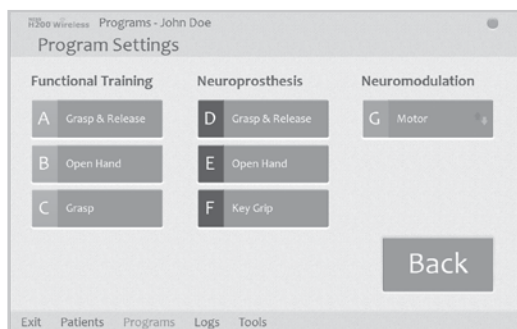 H200 Wireless Programs - John Doe
Program Settings
Functional Training
A Grasp & Release
B Open Hand
C Grasp
Neuroprosthesis
D Grasp & Release
E Open Hand
F Key Grip
Neuromodulation
G Motor
Back
Exit Patients Programs Logs Tools